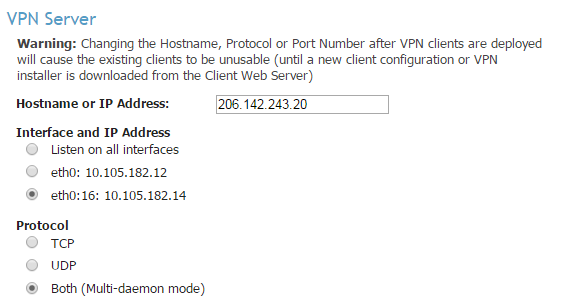 VPN Server
Warning: Changing the Hostname, Protocol or Port Number after VPN clients are deployed
will cause the existing clients to be unusable (until a new client configuration or VPN
installer is downloaded from the Client Web Server)
Hostname or IP Address: 206.142.243.20
Interface and IP Address
Listen on all interfaces
eth0: 10.105.182.12
eth0:16: 10.105.182.14
Protocol
TCP
UDP
Both (Multi-daemon mode)